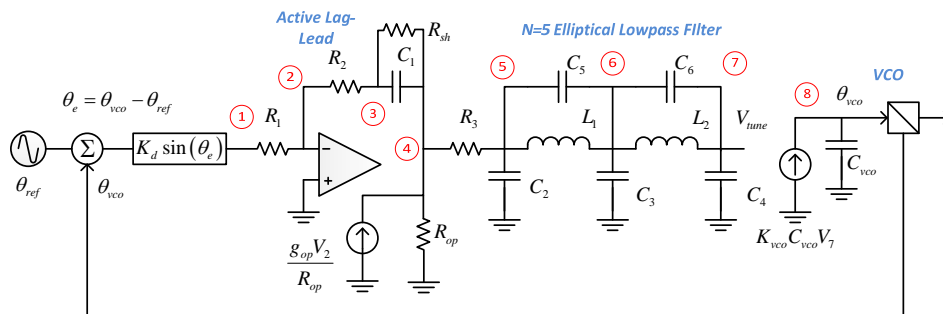 Active Lag-
Lead
N=5 Elliptical Lowpass FIlter
VCO
R_sh
R_2
C_1
θ_e = θ_vco − θ_ref
1
2
3
4
5
6
7
8
R_1
K_d sin(θ_e)
Σ
θ_ref
θ_vco
−
+
g_op V_2
R_op
R_op
R_3
C_5
C_6
L_1
L_2
C_2
C_3
C_4
V_tune
θ_vco
C_vco
K_vco C_vco V_7